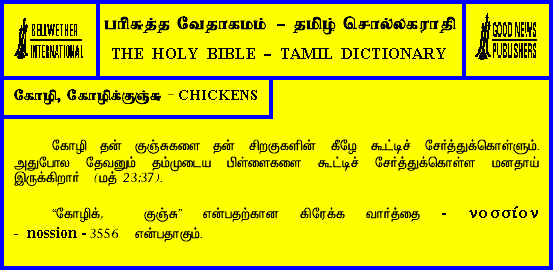 BELLWETHER
INTERNATIONAL
பரிசுத்த வேதாகமம் – தமிழ் சொல்லகராதி
THE HOLY BIBLE – TAMIL DICTIONARY
GOOD NEWS
PUBLISHERS
கோழி, கோழிக்குஞ்சு – CHICKENS
கோழி தன் குஞ்சுகளை தன் சிறகுகளின் கீழே கூட்டிச் சேர்த்துக்கொள்ளும்.
அதுபோல தேவனும் தம்முடைய பிள்ளைகளை கூட்டிச் சேர்த்துக்கொள்ள மனதாய்
இருக்கிறார் (மத் 23:37).
“கோழிக், குஞ்சு” என்பதற்கான கிரேக்க வார்த்தை - νοσσίον
- nossion - 3556 என்பதாகும்.